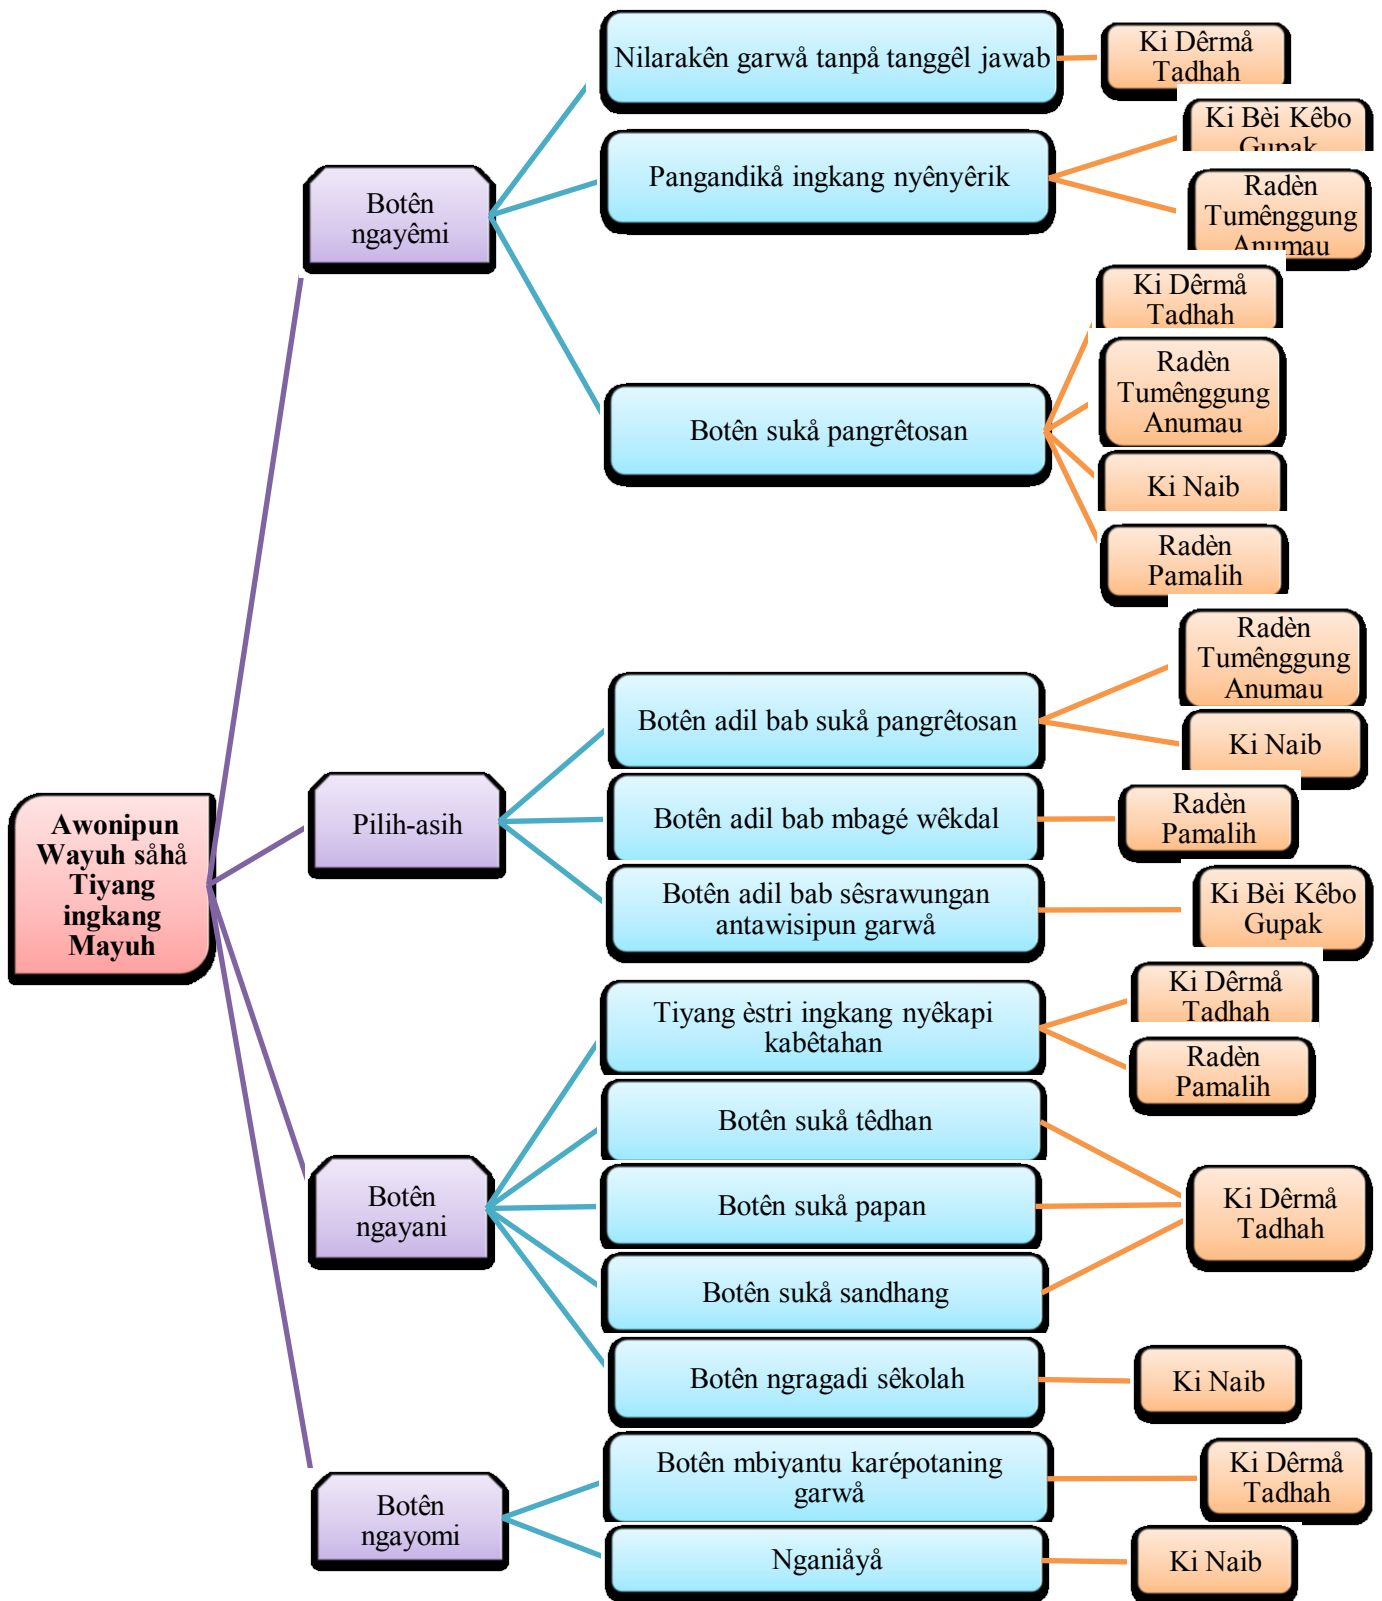 Awonipun
Wayuh såhå
Tiyang
ingkang
Mayuh
Botên
ngayêmi
Nilarakên garwå tanpå tanggêl jawab
Ki Dêrmå
Tadhah
Pangandikå ingkang nyênyêrik
Ki Bèi Kêbo
Gupak
Radèn
Tumênggung
Anumau
Botên sukå pangrêtosan
Ki Dêrmå
Tadhah
Radèn
Tumênggung
Anumau
Ki Naib
Radèn
Pamalih
Pilih-asih
Botên adil bab sukå pangrêtosan
Radèn
Tumênggung
Anumau
Ki Naib
Botên adil bab mbagé wêkdal
Radèn
Pamalih
Botên adil bab sêsrawungan
antawisipun garwå
Ki Bèi Kêbo
Gupak
Botên
ngayani
Tiyang èstri ingkang nyêkapi
kabêtahan
Ki Dêrmå
Tadhah
Radèn
Pamalih
Botên sukå têdhan
Botên sukå papan
Botên sukå sandhang
Ki Dêrmå
Tadhah
Botên ngragadi sêkolah
Ki Naib
Botên
ngayomi
Botên mbiyantu karépotaning
garwå
Ki Dêrmå
Tadhah
Nganiåyå
Ki Naib